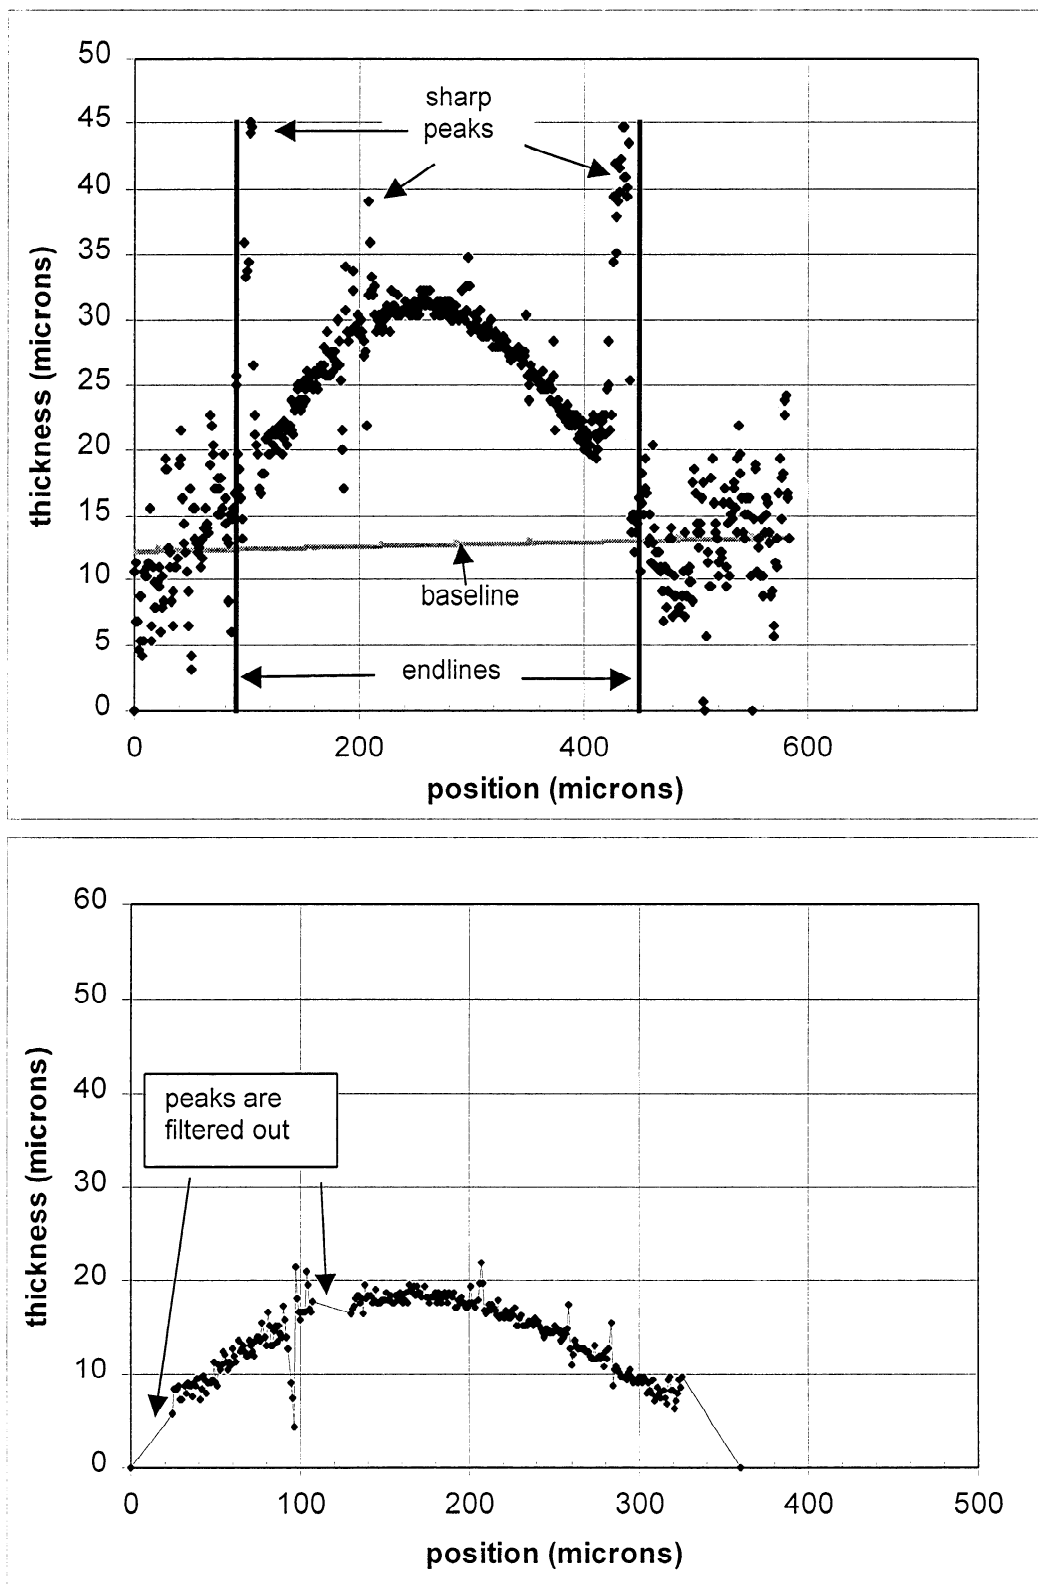 50
sharp
peaks
45
40
35
30
25
20
15
10
5
0
thickness (microns)
baseline
endlines
0 200 400 600
position (microns)
60
50
40
30
20
10
0
thickness (microns)
peaks are
filtered out
0 100 200 300 400 500
position (microns)